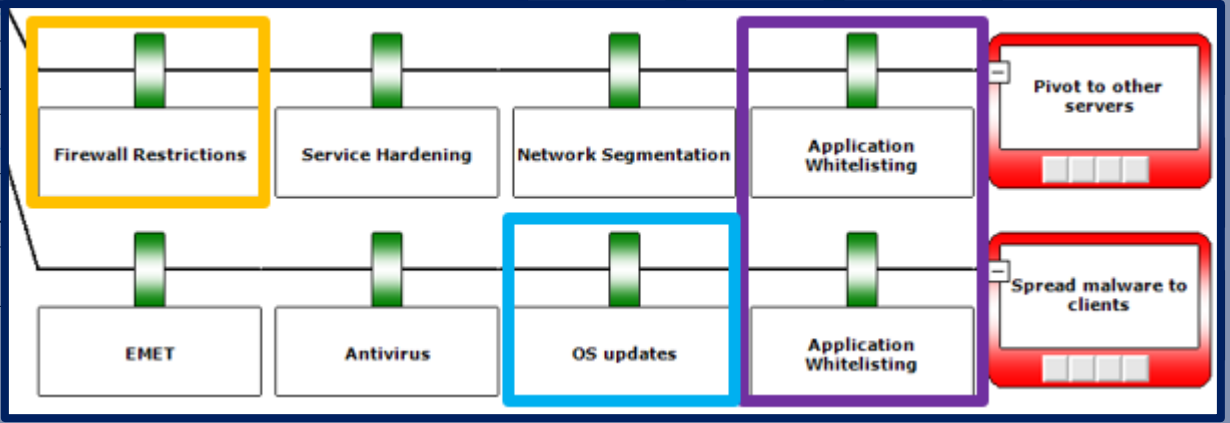 Firewall Restrictions
Service Hardening
Network Segmentation
Application
Whitelisting
Pivot to other
servers
EMET
Antivirus
OS updates
Application
Whitelisting
Spread malware to
clients